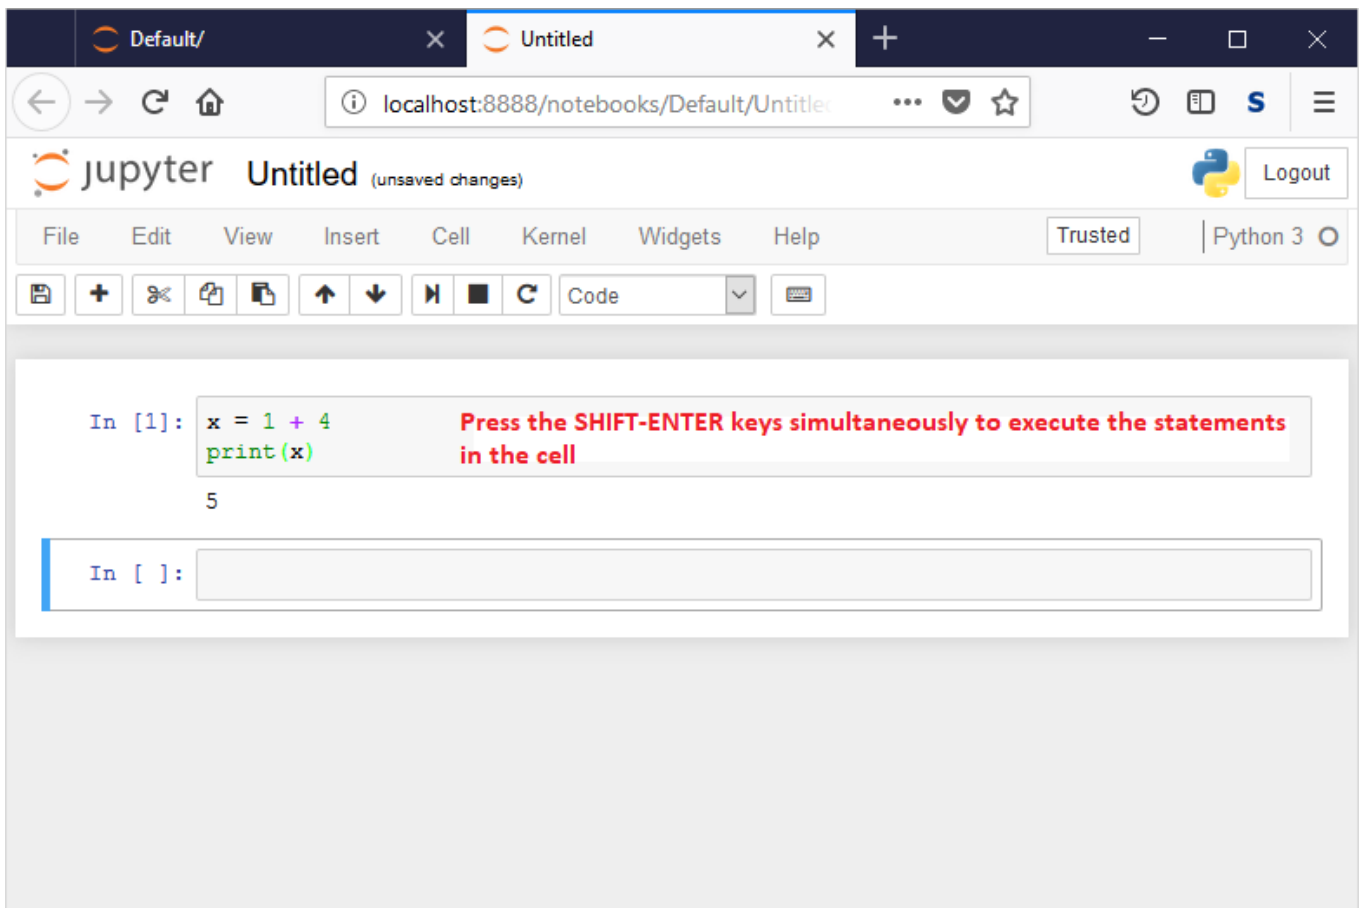 Default/
Untitled
localhost:8888/notebooks/Default/Untitled
S
jupyter Untitled (unsaved changes)
Logout
File Edit View Insert Cell Kernel Widgets Help Trusted Python 3
Code
In [1]: x = 1 + 4
print(x)
Press the SHIFT-ENTER keys simultaneously to execute the statements
in the cell
5
In [ ]: